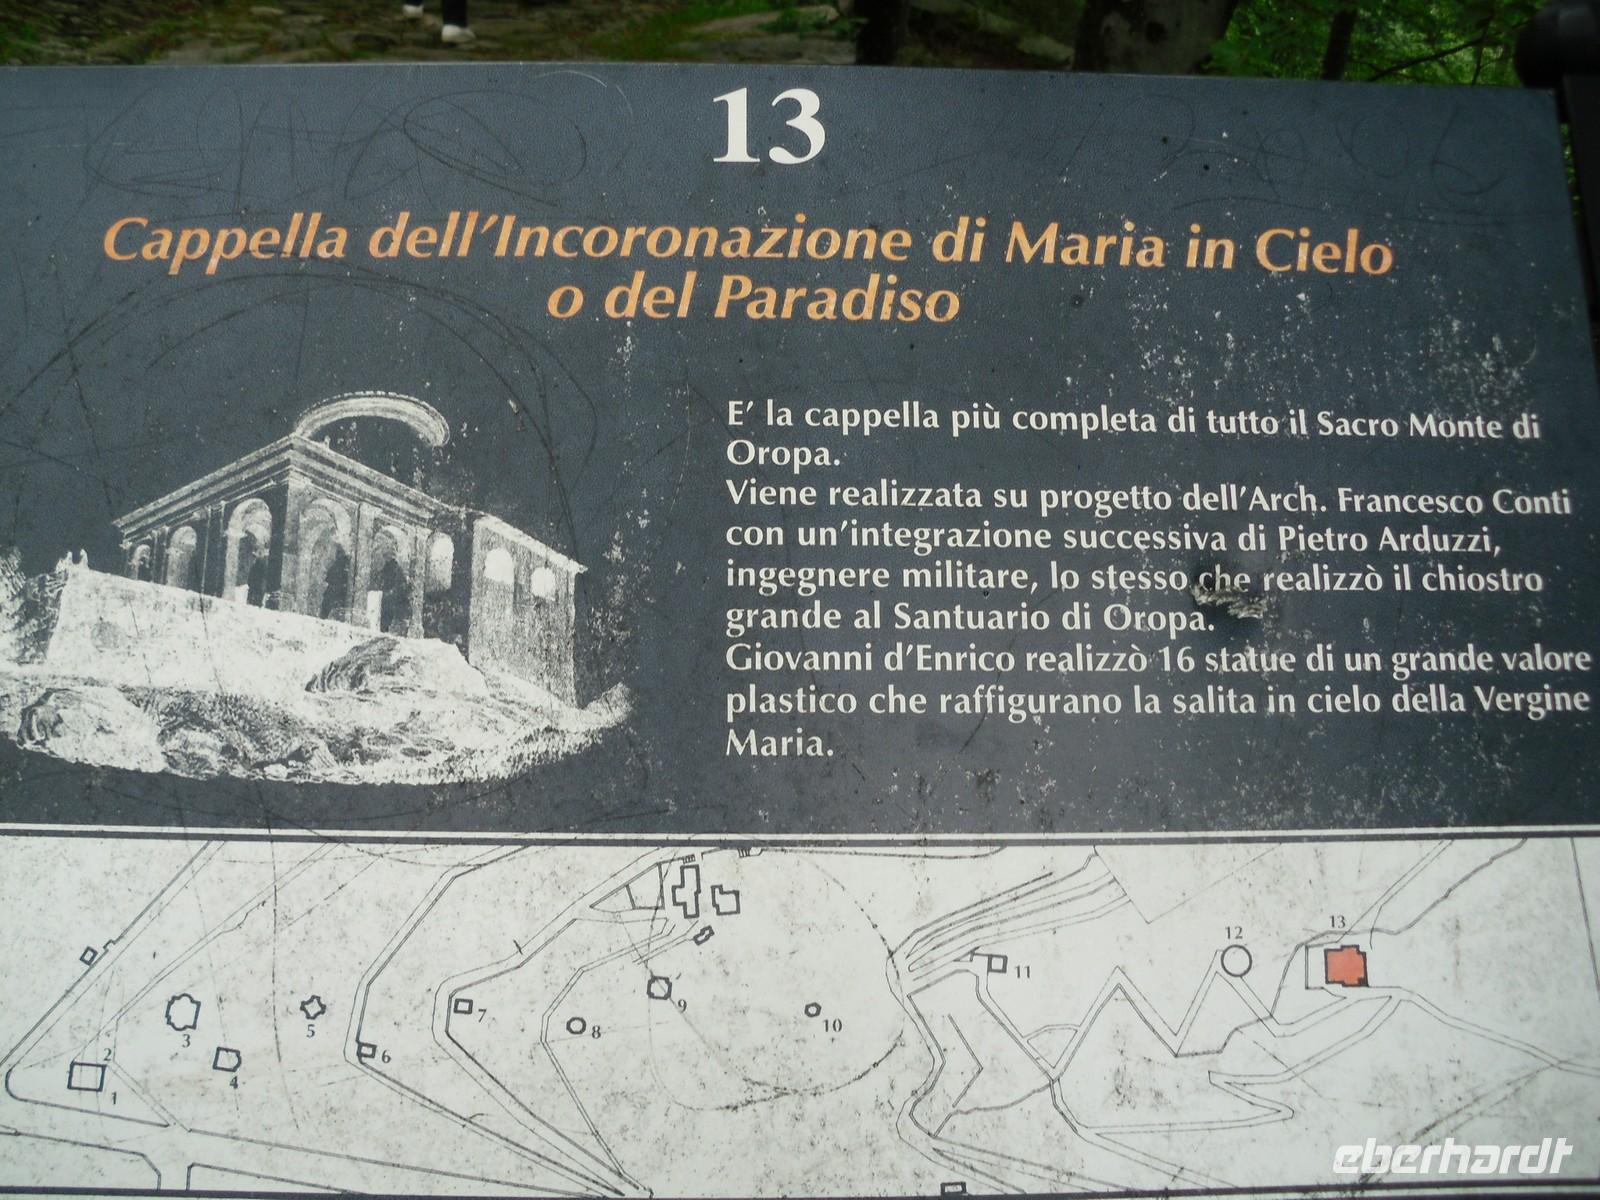 13
Cappella dell'Incoronazione di Maria in Cielo
o del Paradiso
E' la cappella più completa di tutto il Sacro Monte di
Oropa.
Viene realizzata su progetto dell'Arch. Francesco Conti
con un'integrazione successiva di Pietro Arduzzi,
ingegnere militare, lo stesso che realizzò il chiostro
grande al Santuario di Oropa.
Giovanni d'Enrico realizzò 16 statue di un grande valore
plastico che raffigurano la salita in cielo della Vergine
Maria.
1
2
3
4
5
6
7
8
9
10
11
12
13
eberhardt